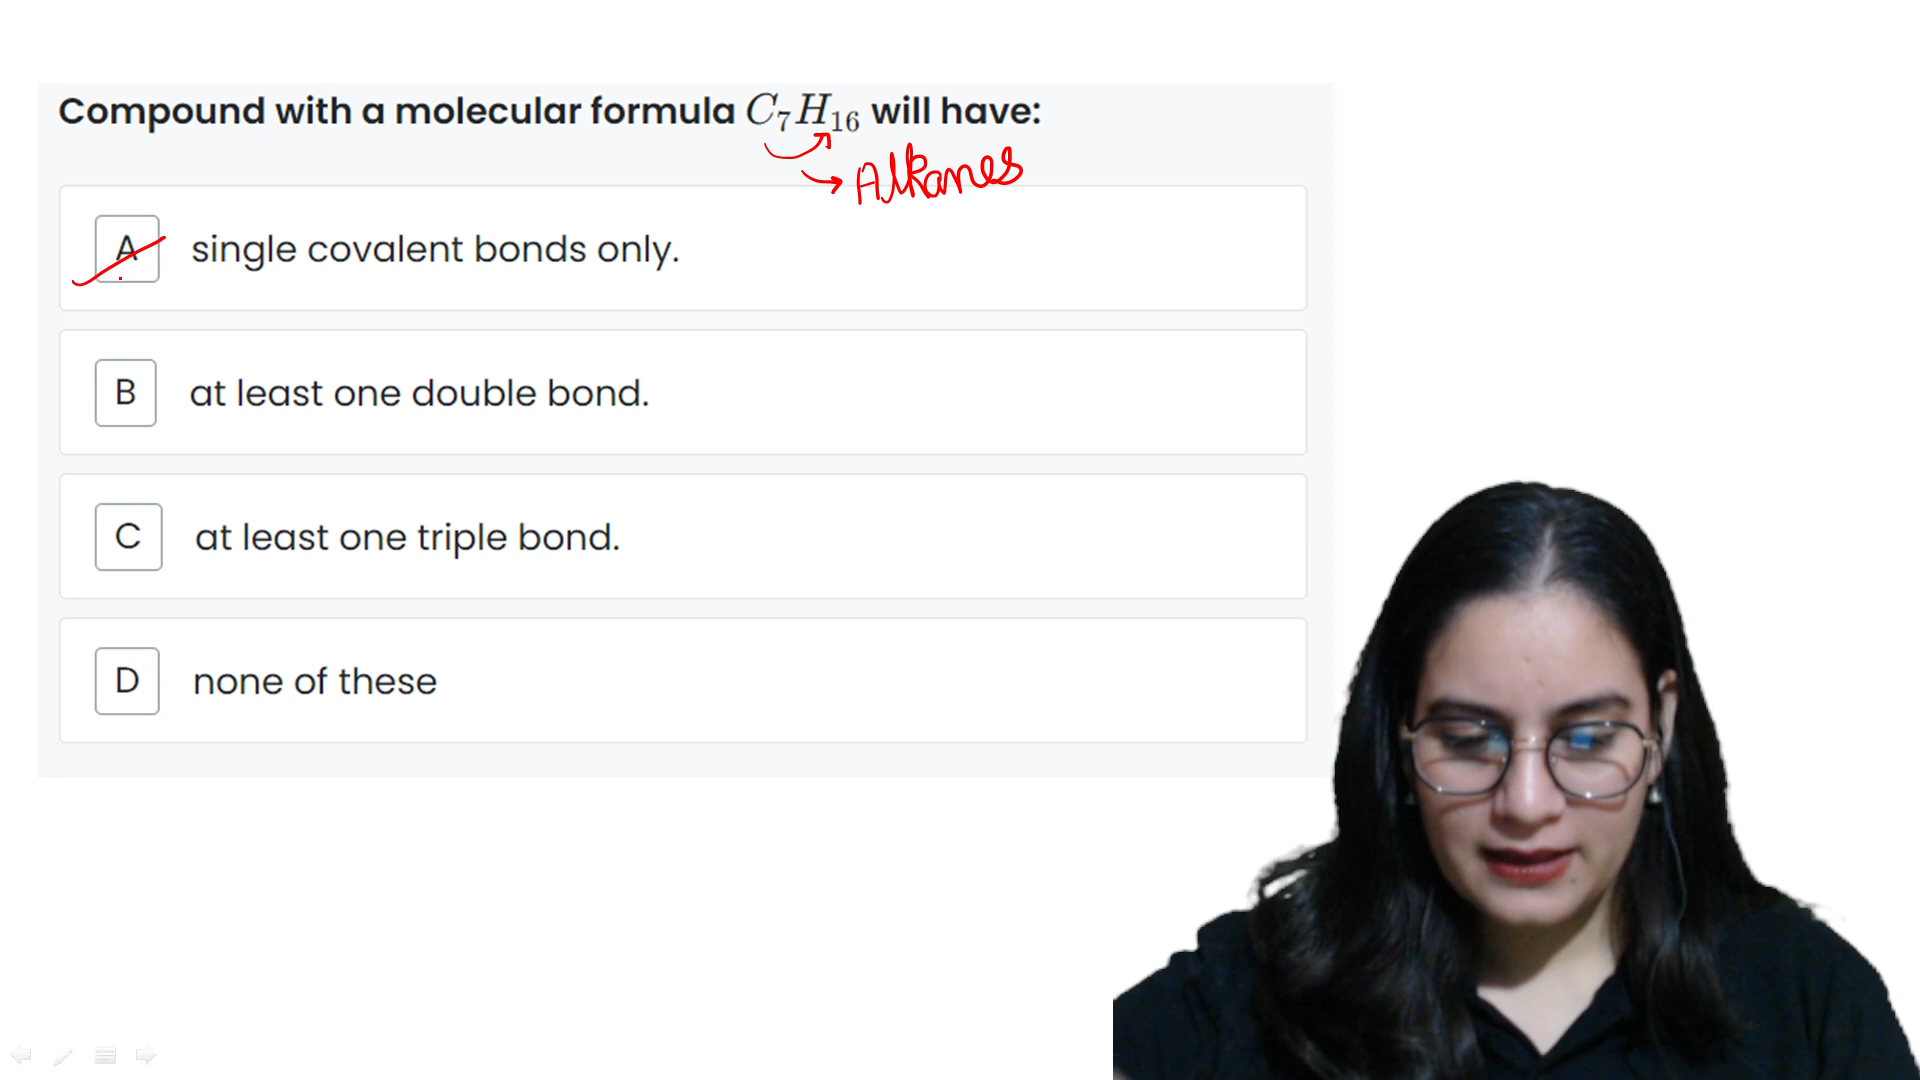 Compound with a molecular formula C₇H₁₆ will have:
Alkanes
A single covalent bonds only.
B at least one double bond.
C at least one triple bond.
D none of these